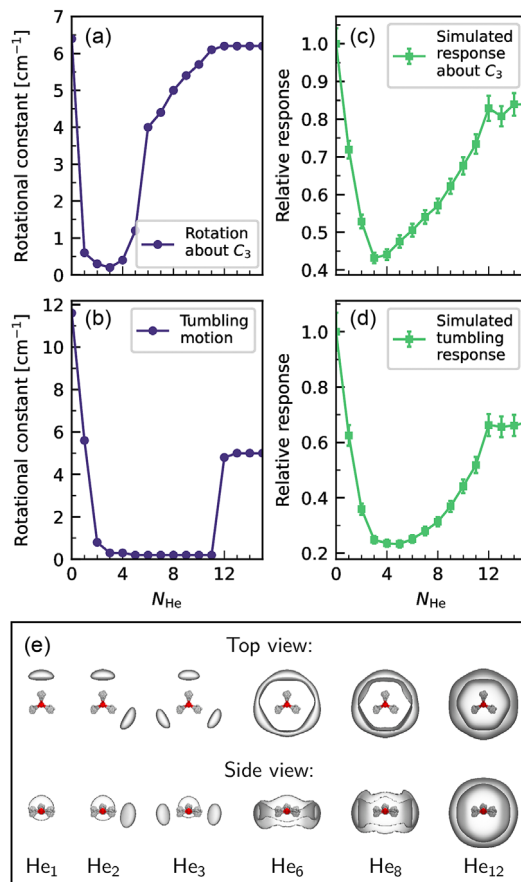 (a)
Rotational constant [cm⁻¹]
7
6
5
4
3
2
1
0
Rotation
about C₃
(c)
Relative response
1.0
0.9
0.8
0.7
0.6
0.5
0.4
Simulated
response
about C₃
(b)
Rotational constant [cm⁻¹]
12
10
8
6
4
2
0
Tumbling
motion
0 4 8 12
N_He
(d)
Relative response
1.0
0.8
0.6
0.4
0.2
Simulated
tumbling
response
0 4 8 12
N_He
(e)
Top view:
Side view:
He₁ He₂ He₃ He₆ He₈ He₁₂